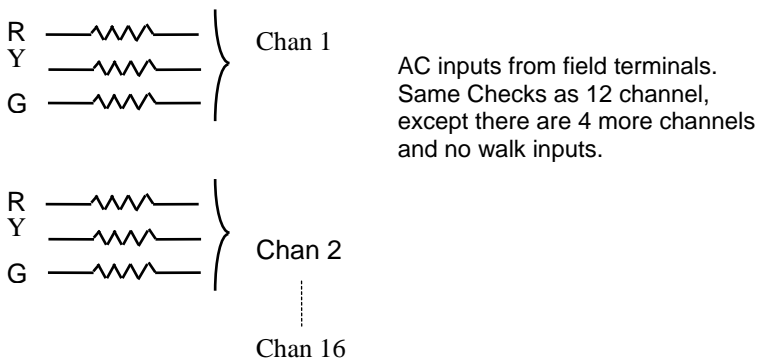 R
Y
G
Chan 1
AC inputs from field terminals.
Same Checks as 12 channel,
except there are 4 more channels
and no walk inputs.
R
Y
G
Chan 2
Chan 16